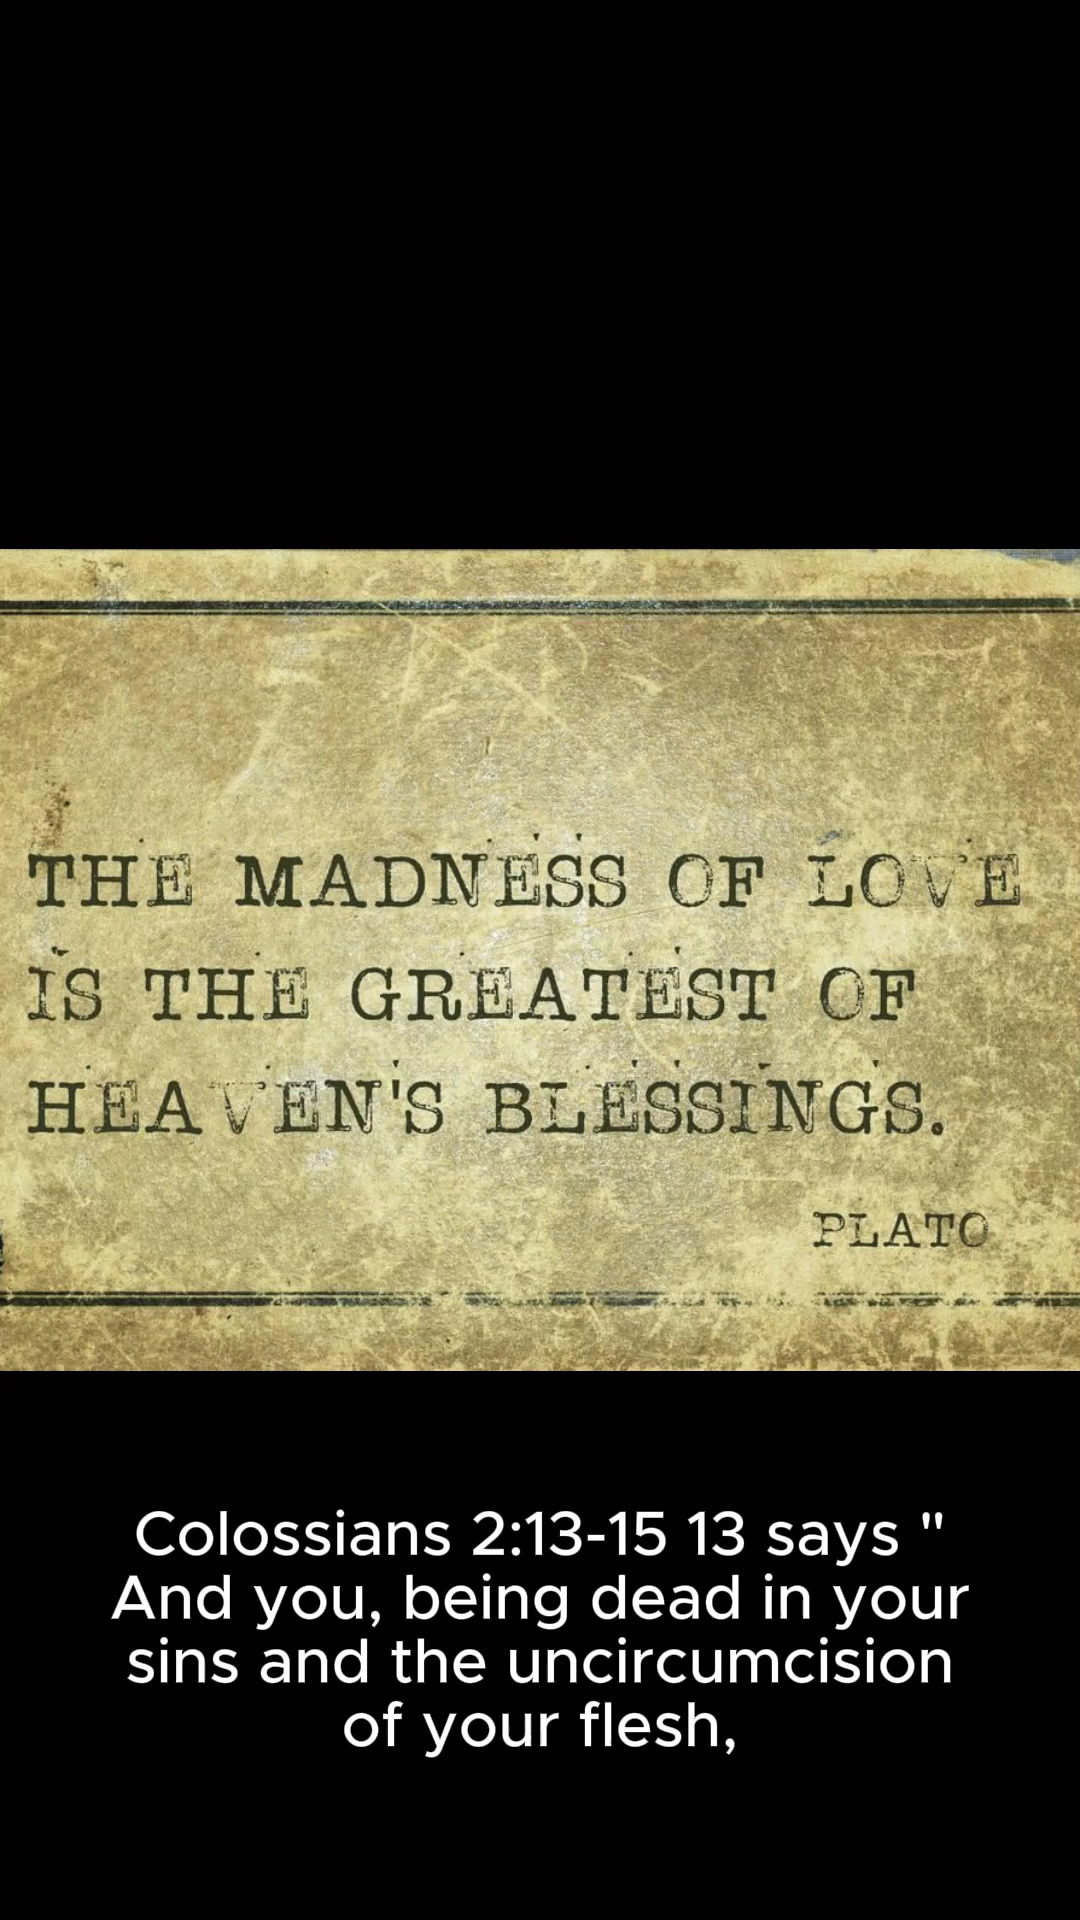 THE MADNESS OF LOVE
IS THE GREATEST OF
HEAVEN'S BLESSINGS.
PLATO
Colossians 2:13-15 13 says "
And you, being dead in your
sins and the uncircumcision
of your flesh,